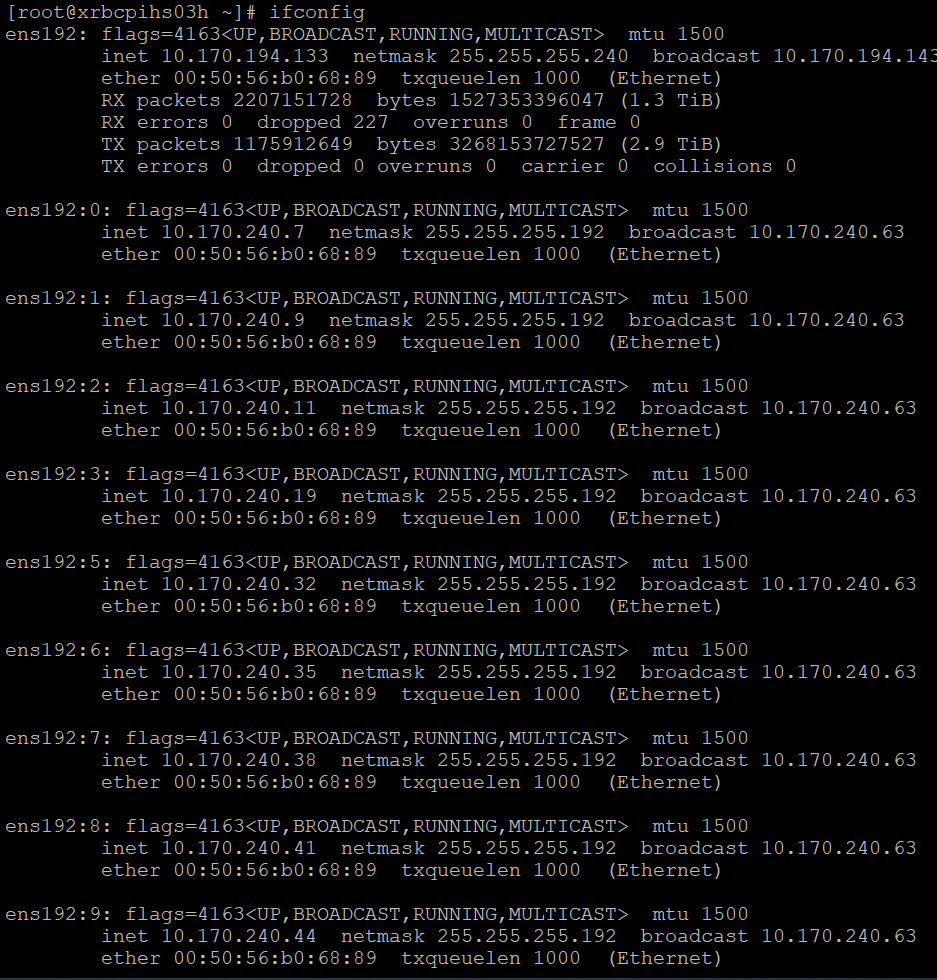 [root@xrbcpihs03h ~]# ifconfig
ens192: flags=4163<UP,BROADCAST,RUNNING,MULTICAST>  mtu 1500
        inet 10.170.194.133  netmask 255.255.255.240  broadcast 10.170.194.143
        ether 00:50:56:b0:68:89  txqueuelen 1000  (Ethernet)
        RX packets 2207151728  bytes 1527353396047 (1.3 TiB)
        RX errors 0  dropped 227  overruns 0  frame 0
        TX packets 1175912649  bytes 3268153727527 (2.9 TiB)
        TX errors 0  dropped 0 overruns 0  carrier 0  collisions 0

ens192:0: flags=4163<UP,BROADCAST,RUNNING,MULTICAST>  mtu 1500
        inet 10.170.240.7  netmask 255.255.255.192  broadcast 10.170.240.63
        ether 00:50:56:b0:68:89  txqueuelen 1000  (Ethernet)

ens192:1: flags=4163<UP,BROADCAST,RUNNING,MULTICAST>  mtu 1500
        inet 10.170.240.9  netmask 255.255.255.192  broadcast 10.170.240.63
        ether 00:50:56:b0:68:89  txqueuelen 1000  (Ethernet)

ens192:2: flags=4163<UP,BROADCAST,RUNNING,MULTICAST>  mtu 1500
        inet 10.170.240.11  netmask 255.255.255.192  broadcast 10.170.240.63
        ether 00:50:56:b0:68:89  txqueuelen 1000  (Ethernet)

ens192:3: flags=4163<UP,BROADCAST,RUNNING,MULTICAST>  mtu 1500
        inet 10.170.240.19  netmask 255.255.255.192  broadcast 10.170.240.63
        ether 00:50:56:b0:68:89  txqueuelen 1000  (Ethernet)

ens192:5: flags=4163<UP,BROADCAST,RUNNING,MULTICAST>  mtu 1500
        inet 10.170.240.32  netmask 255.255.255.192  broadcast 10.170.240.63
        ether 00:50:56:b0:68:89  txqueuelen 1000  (Ethernet)

ens192:6: flags=4163<UP,BROADCAST,RUNNING,MULTICAST>  mtu 1500
        inet 10.170.240.35  netmask 255.255.255.192  broadcast 10.170.240.63
        ether 00:50:56:b0:68:89  txqueuelen 1000  (Ethernet)

ens192:7: flags=4163<UP,BROADCAST,RUNNING,MULTICAST>  mtu 1500
        inet 10.170.240.38  netmask 255.255.255.192  broadcast 10.170.240.63
        ether 00:50:56:b0:68:89  txqueuelen 1000  (Ethernet)

ens192:8: flags=4163<UP,BROADCAST,RUNNING,MULTICAST>  mtu 1500
        inet 10.170.240.41  netmask 255.255.255.192  broadcast 10.170.240.63
        ether 00:50:56:b0:68:89  txqueuelen 1000  (Ethernet)

ens192:9: flags=4163<UP,BROADCAST,RUNNING,MULTICAST>  mtu 1500
        inet 10.170.240.44  netmask 255.255.255.192  broadcast 10.170.240.63
        ether 00:50:56:b0:68:89  txqueuelen 1000  (Ethernet)